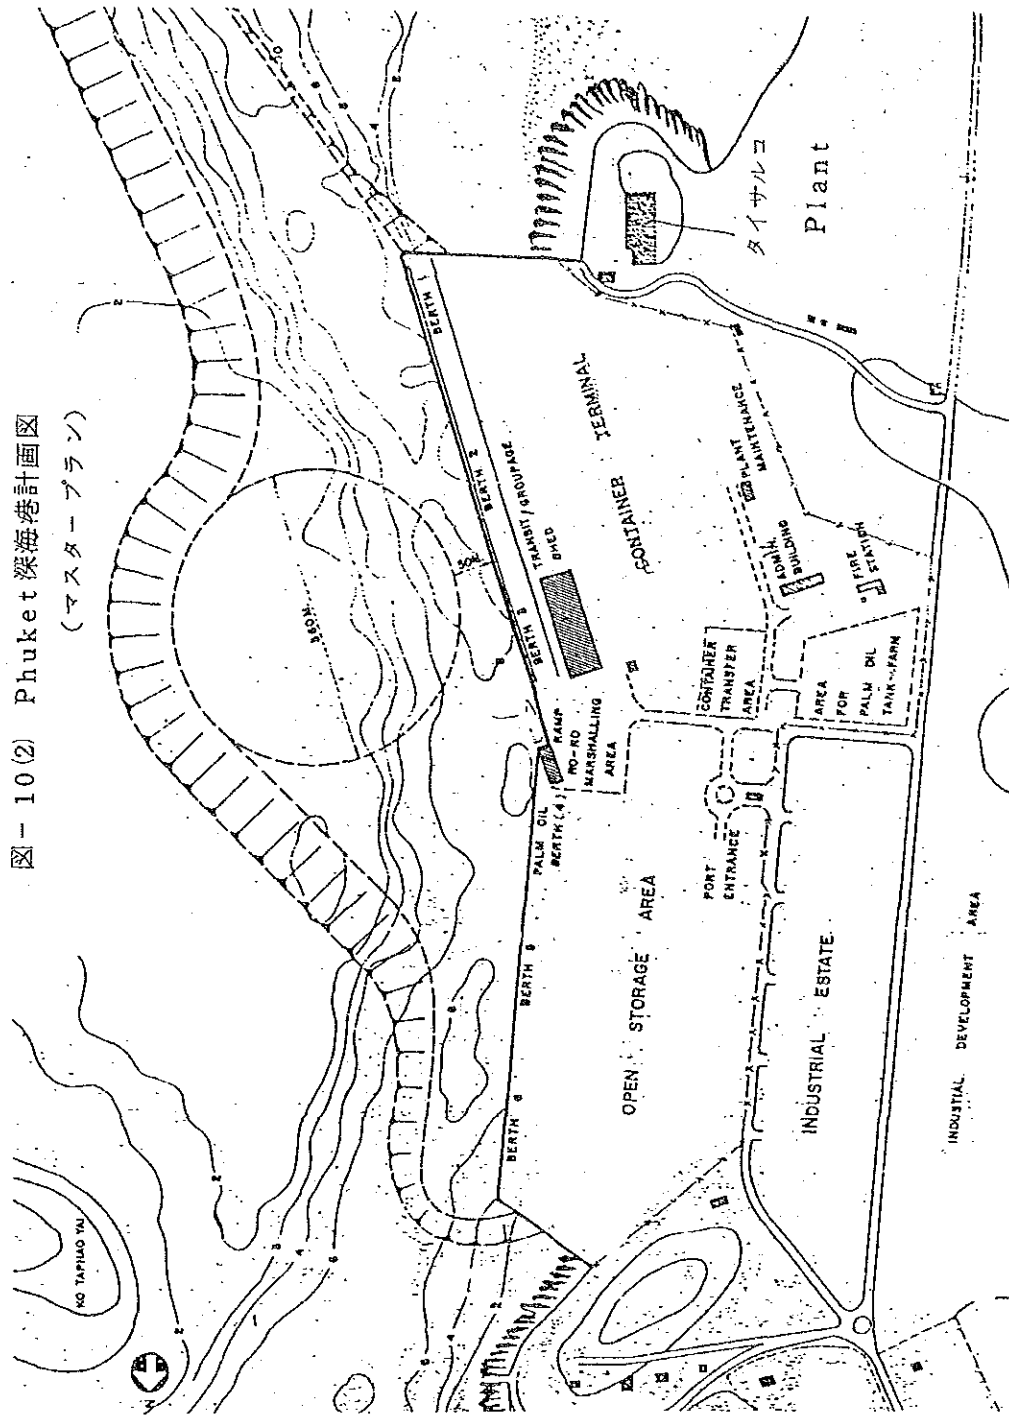 図－10(2) Phuket深海港計画図
(マスタープラン)
KO TAPHAO YAI
N
350M
BERTH 1
BERTH 2
BERTH 3
TRANSIT/GROUPAGE
SHED
CONTAINER TERMINAL
RAMP
RO-RO
MARSHALLING
AREA
PALM OIL
BERTH (4)
BERTH 5
BERTH 6
OPEN STORAGE AREA
CONTAINER
TRANSFER
AREA
PORT
ENTRANCE
PLANT
MAINTENANCE
ADMIN.
BUILDING
FIRE
STATION
AREA
FOR
PALM OIL
TANK-FARM
INDUSTRIAL ESTATE
INDUSTIAL DEVELOPMENT AREA
タイサルコ
Plant